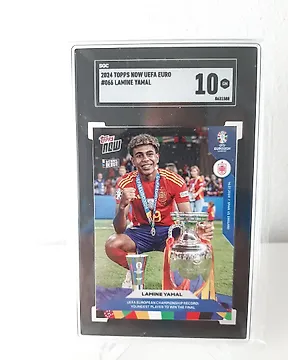 SGC
2024 TOPPS NOW UEFA EURO
#066 LAMINE YAMAL
10
Topps
NOW
LAMINE YAMAL
UEFA EUROPEAN CHAMPIONSHIP RECORD:
YOUNGEST PLAYER TO WIN THE FINAL